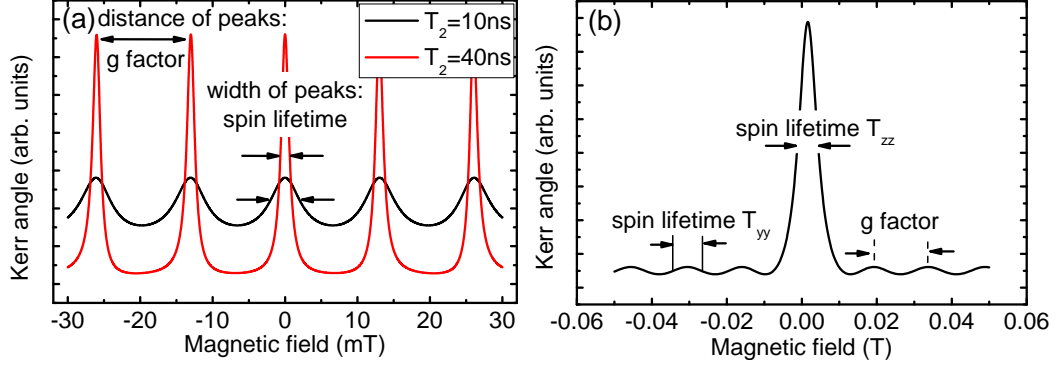 (a) distance of peaks:
g factor
T₂=10ns
T₂=40ns
width of peaks:
spin lifetime
Kerr angle (arb. units)
-30 -20 -10 0 10 20 30
Magnetic field (mT)
(b)
spin lifetime Tzz
spin lifetime Tyy
g factor
Kerr angle (arb. units)
-0.06 -0.04 -0.02 0.00 0.02 0.04 0.06
Magnetic field (T)